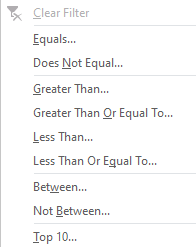 Clear Filter
Equals...
Does Not Equal...
Greater Than...
Greater Than Or Equal To...
Less Than...
Less Than Or Equal To...
Between...
Not Between...
Top 10...